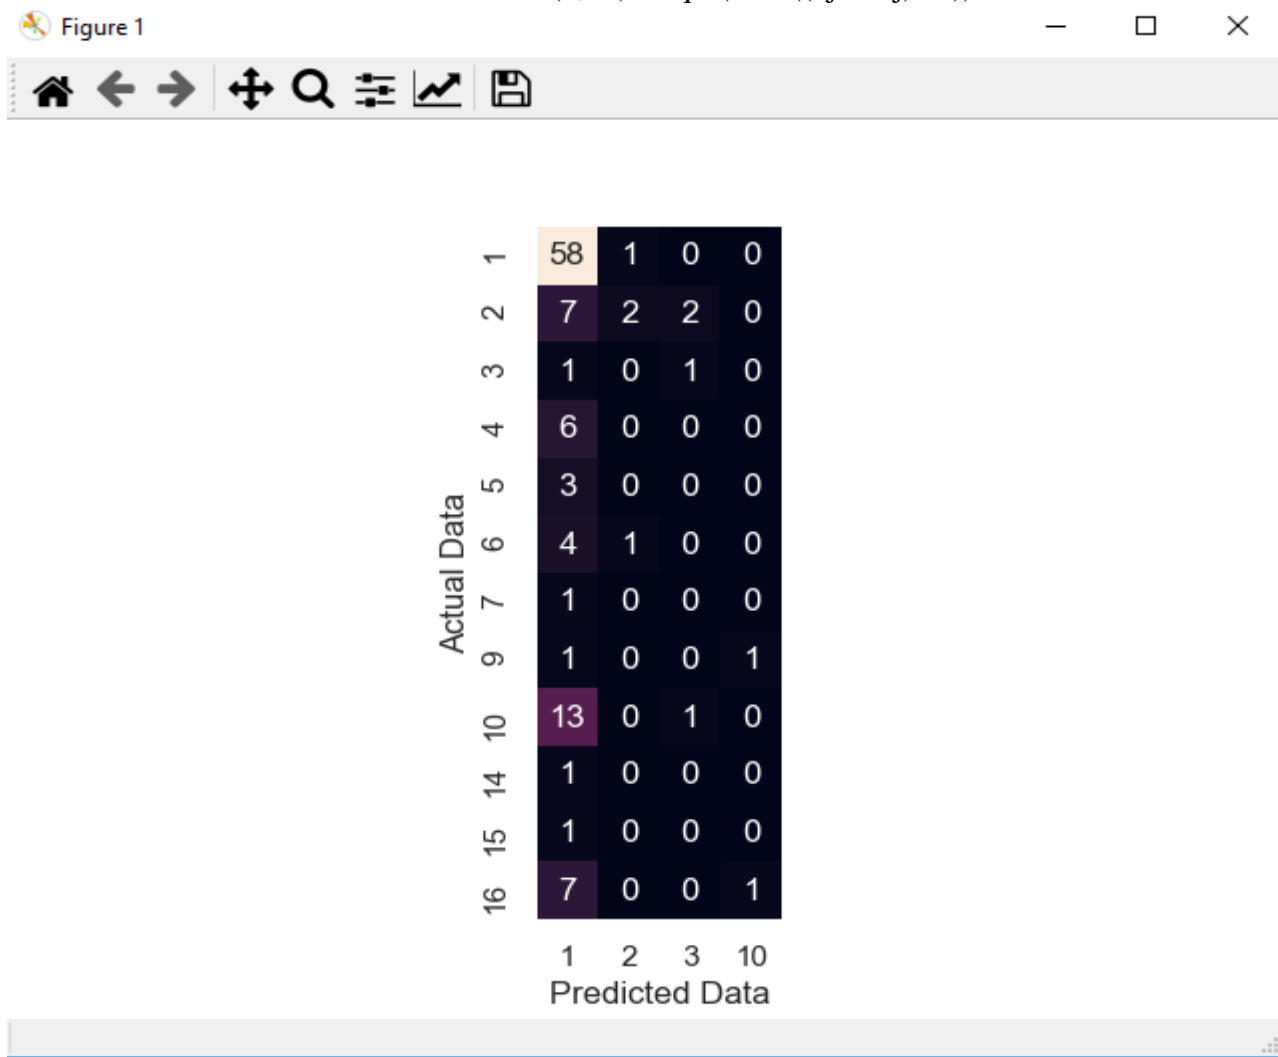 Figure 1
1 58 1 0 0
2 7 2 2 0
3 1 0 1 0
4 6 0 0 0
5 3 0 0 0
6 4 1 0 0
7 1 0 0 0
9 1 0 0 1
10 13 0 1 0
14 1 0 0 0
15 1 0 0 0
16 7 0 0 1
Actual Data
1 2 3 10
Predicted Data